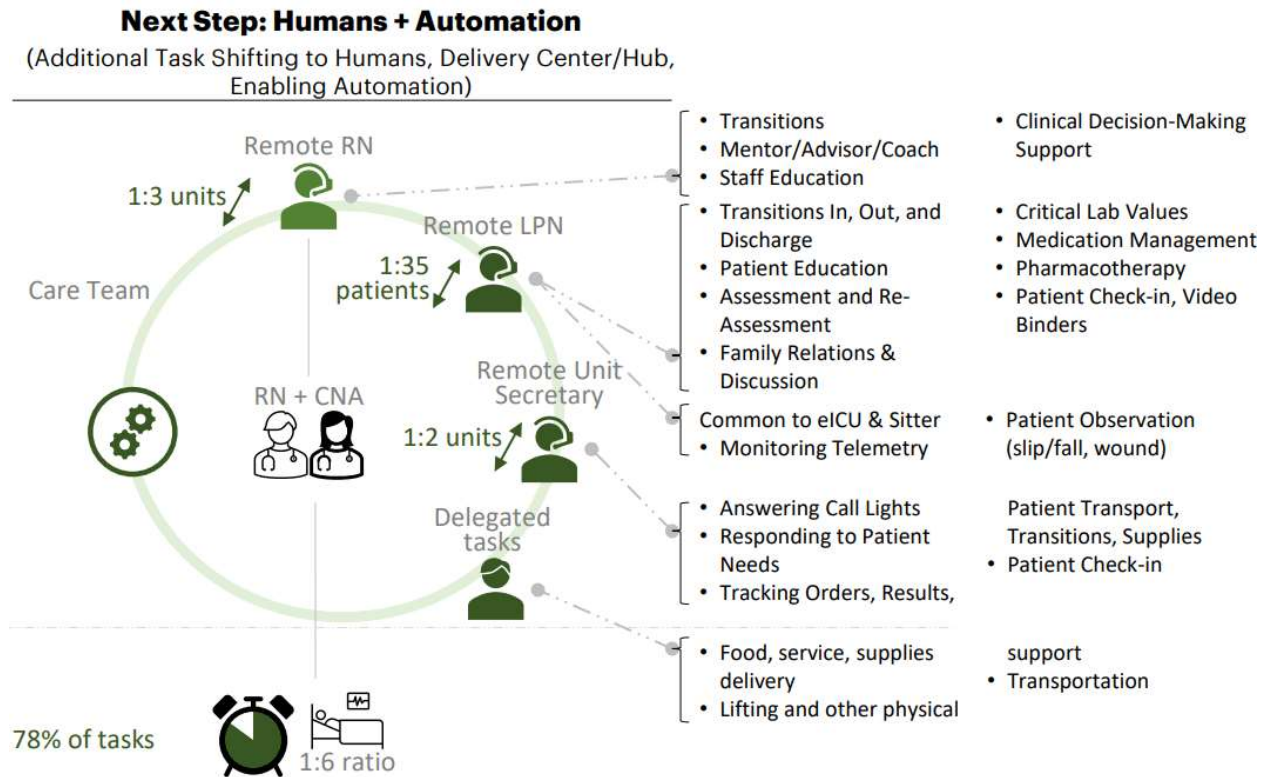 Next Step: Humans + Automation
(Additional Task Shifting to Humans, Delivery Center/Hub,
Enabling Automation)
Remote RN
1:3 units
Remote LPN
1:35
patients
Care Team
RN + CNA
Remote Unit
Secretary
1:2 units
Delegated
tasks
78% of tasks
1:6 ratio
• Transitions
• Mentor/Advisor/Coach
• Staff Education
• Clinical Decision-Making
Support
• Transitions In, Out, and
Discharge
• Patient Education
• Assessment and Re-
Assessment
• Family Relations &
Discussion
• Critical Lab Values
• Medication Management
• Pharmacotherapy
• Patient Check-in, Video
Binders
Common to eICU & Sitter
• Monitoring Telemetry
• Patient Observation
(slip/fall, wound)
• Answering Call Lights
• Responding to Patient
Needs
• Tracking Orders, Results,
Patient Transport,
Transitions, Supplies
• Patient Check-in
• Food, service, supplies
delivery
• Lifting and other physical
support
• Transportation